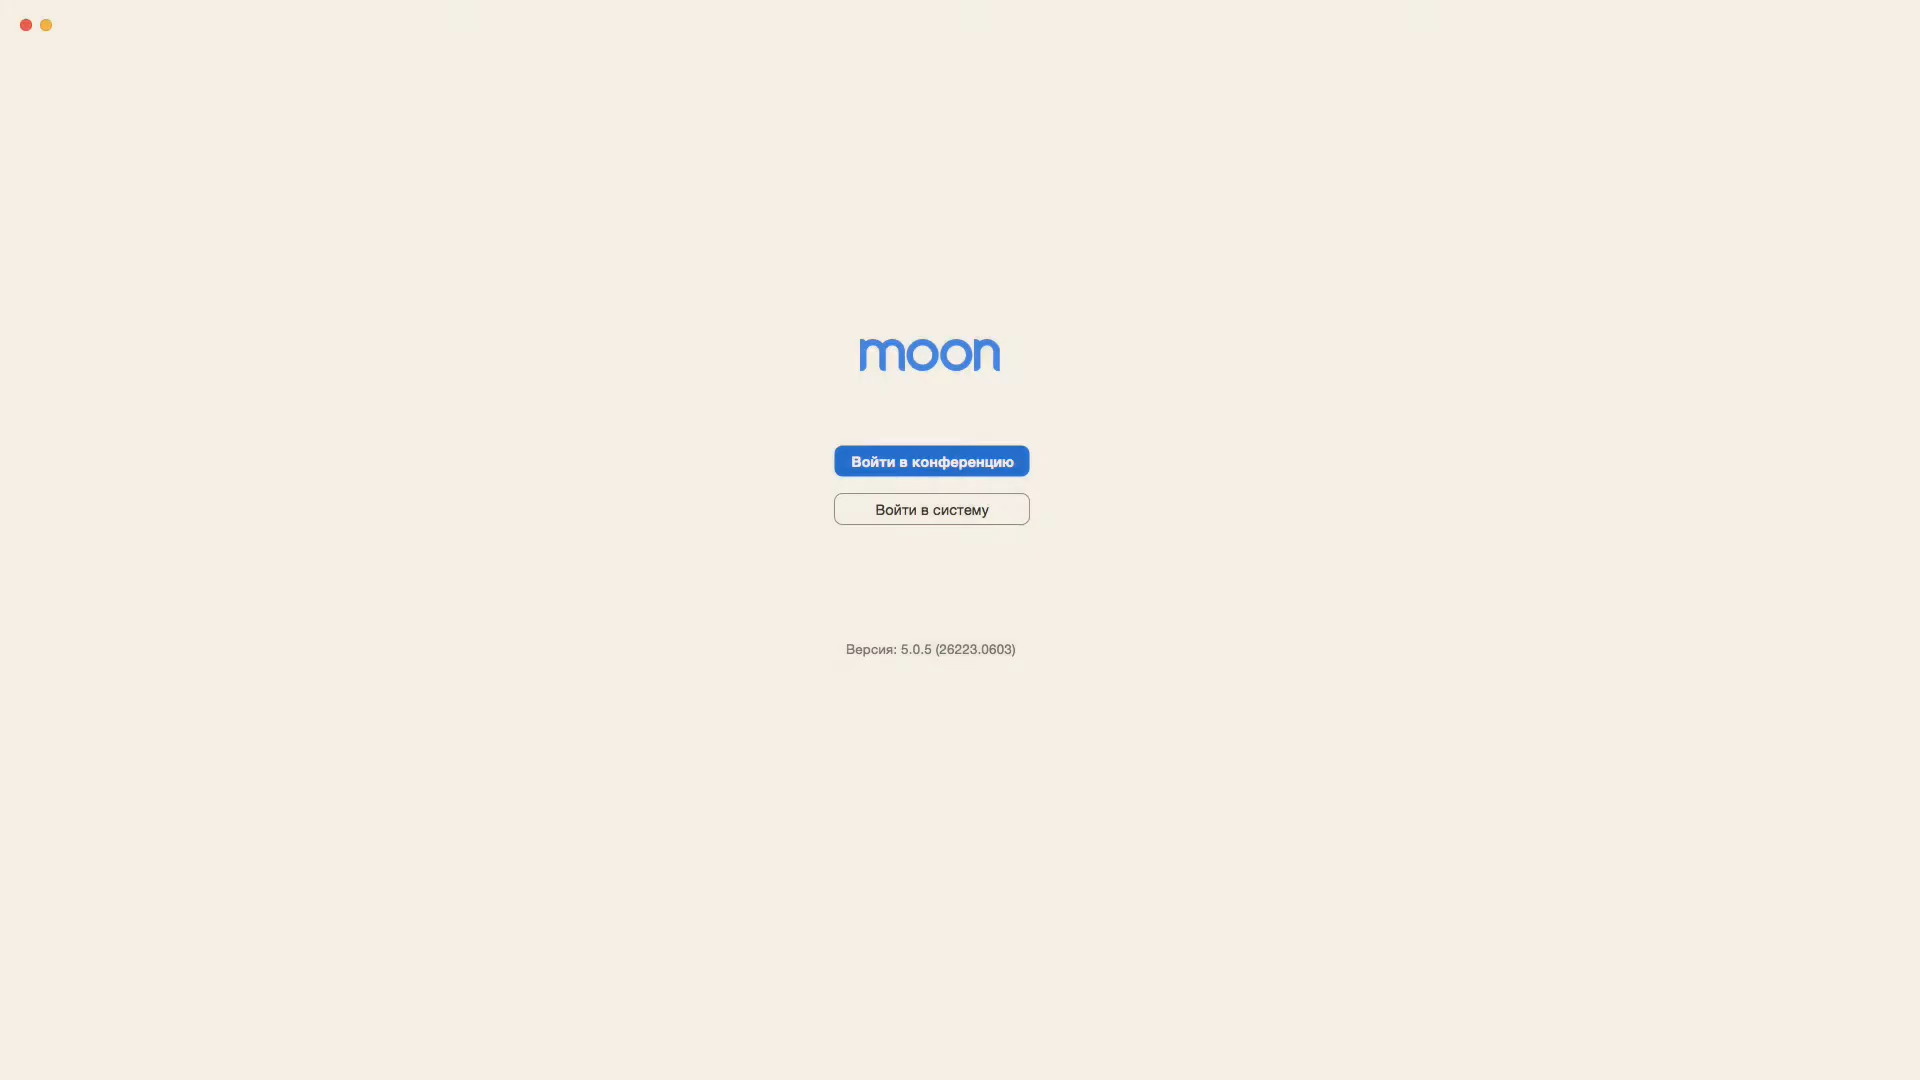 moon
Войти в конференцию
Войти в систему
Версия: 5.0.5 (26223.0603)